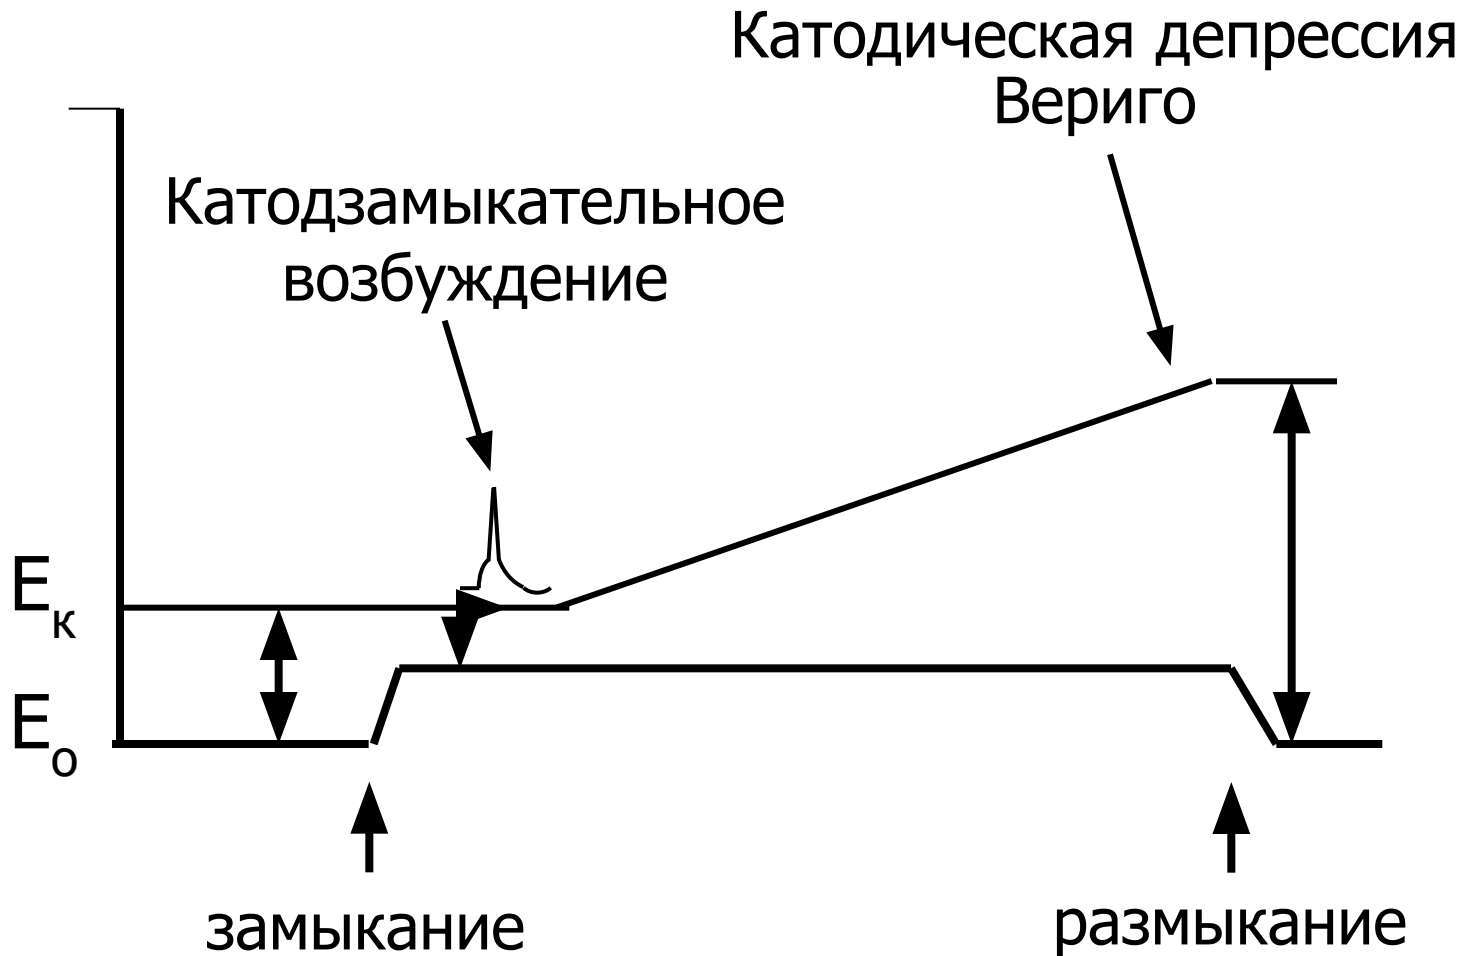 Катодическая депрессия
Вериго
Катодзамыкательное
возбуждение
Eк
Eо
замыкание
размыкание